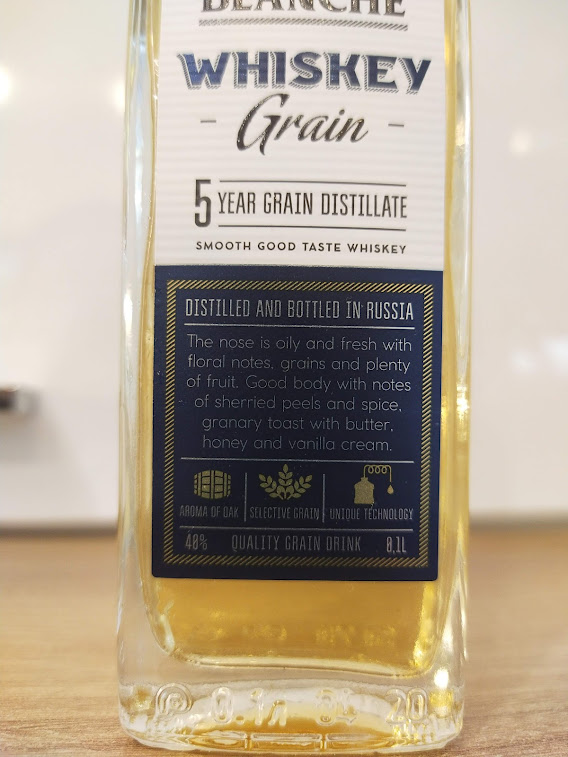 BLANCHE
WHISKEY
- Grain -
5 YEAR GRAIN DISTILLATE
SMOOTH GOOD TASTE WHISKEY
DISTILLED AND BOTTLED IN RUSSIA
The nose is oily and fresh with
floral notes, grains and plenty
of fruit. Good body with notes
of sherried peels and spice,
granary toast with butter,
honey and vanilla cream.
AROMA OF OAK SELECTIVE GRAIN UNIQUE TECHNOLOGY
40% QUALITY GRAIN DRINK 0,1L
20